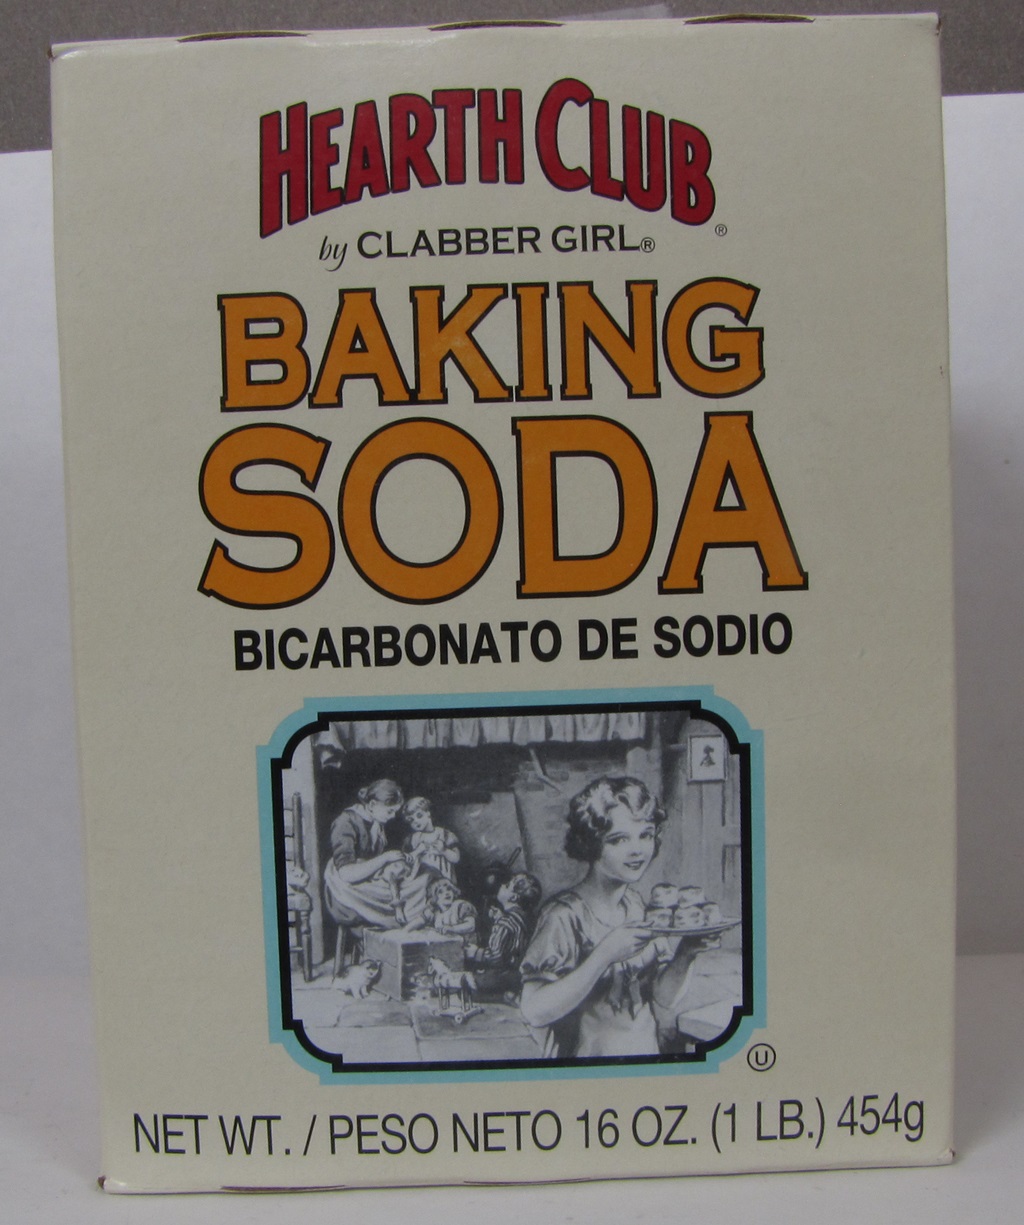 HEARTH CLUB®
by CLABBER GIRL®
BAKING
SODA
BICARBONATO DE SODIO
U
NET WT. / PESO NETO 16 OZ. (1 LB.) 454g